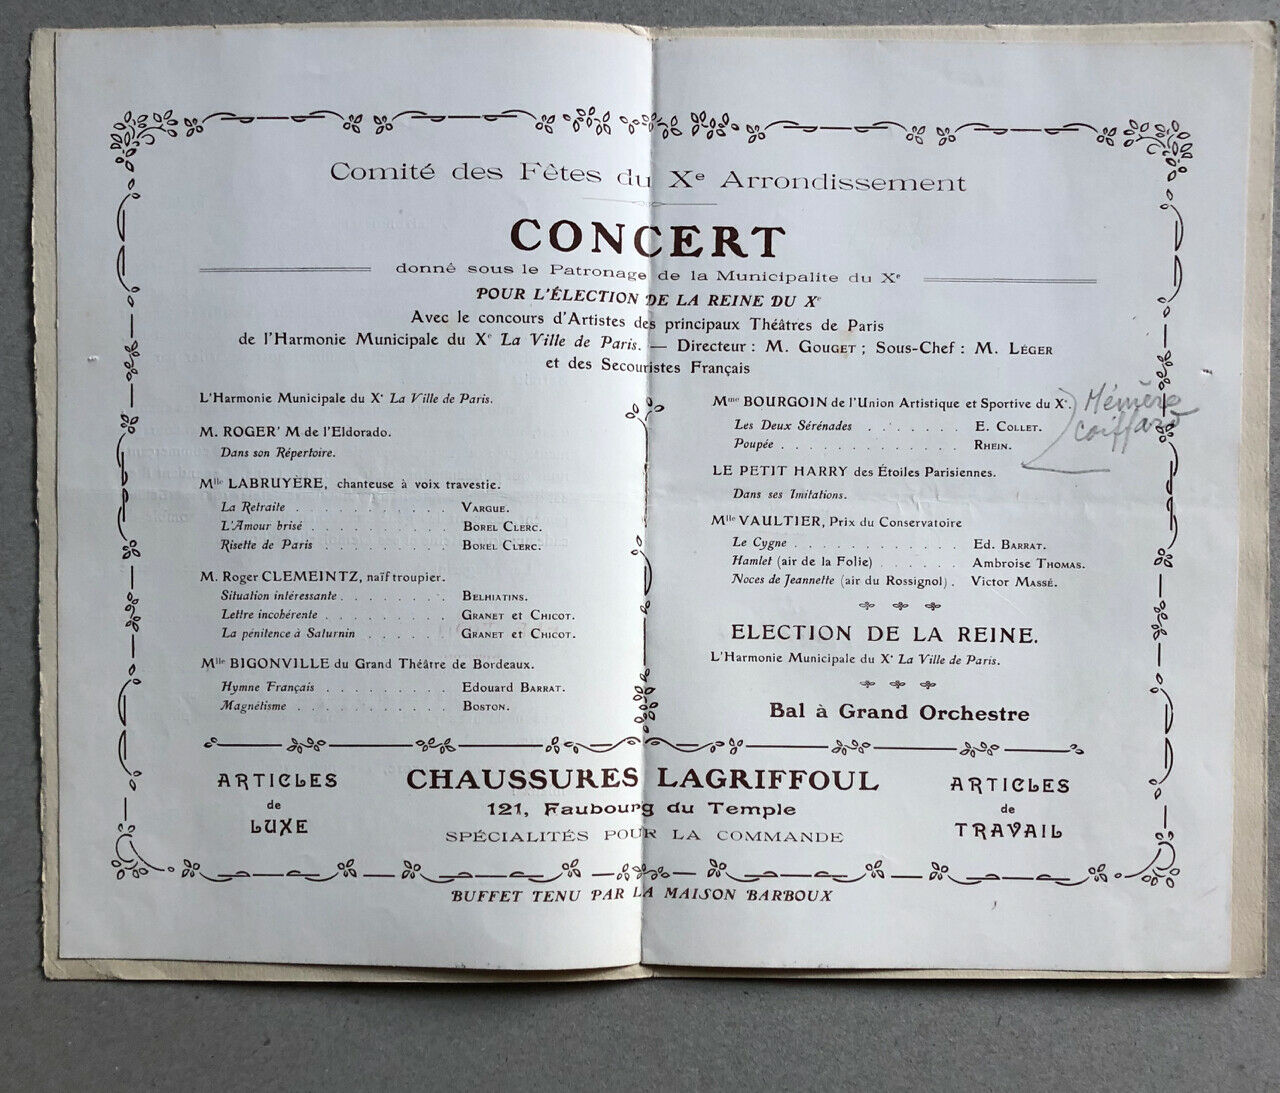 Comité des Fêtes du Xe Arrondissement
CONCERT
donné sous le Patronage de la Municipalite du Xe
POUR L'ÉLECTION DE LA REINE DU Xe
Avec le concours d'Artistes des principaux Théâtres de Paris
de l'Harmonie Municipale du Xe La Ville de Paris. — Directeur : M. GOUGET ; Sous-Chef : M. LÉGER
et des Secouristes Français
L'Harmonie Municipale du Xe La Ville de Paris.
M. ROGER' M de l'Eldorado.
Dans son Répertoire.
Mlle LABRUYÈRE, chanteuse à voix travestie.
La Retraite . . . . . . . . . . . VARGUE.
L'Amour brisé . . . . . . . . . . BOREL CLERC.
Risette de Paris . . . . . . . . . BOREL CLERC.
M. Roger CLEMEINTZ, naïf troupier.
Situation intéressante . . . . . . . . BELHIATINS.
Lettre incohérente . . . . . . . . . GRANET et CHICOT.
La pénitence à Saturnin . . . . . . GRANET et CHICOT.
Mlle BIGONVILLE du Grand Théâtre de Bordeaux.
Hymne Français . . . . . . . . . Edouard BARRAT.
Magnétisme . . . . . . . . . . . BOSTON.
Mme BOURGOIN de l'Union Artistique et Sportive du Xe.
Les Deux Sérénades . . . . . . . E. COLLET.
Poupée . . . . . . . . . . . . . RHEIN.
Mémère
coiffard
LE PETIT HARRY des Étoiles Parisiennes.
Dans ses Imitations.
Mlle VAULTIER, Prix du Conservatoire
Le Cygne . . . . . . . . . . . . Ed. BARRAT.
Hamlet (air de la Folie) . . . . . . Ambroise THOMAS.
Noces de Jeannette (air du Rossignol) . Victor MASSÉ.
ELECTION DE LA REINE.
L'Harmonie Municipale du Xe La Ville de Paris.
Bal à Grand Orchestre
ARTICLES
de
LUXE
CHAUSSURES LAGRIFFOUL
121, Faubourg du Temple
SPÉCIALITÉS POUR LA COMMANDE
ARTICLES
de
TRAVAIL
BUFFET TENU PAR LA MAISON BARBOUX